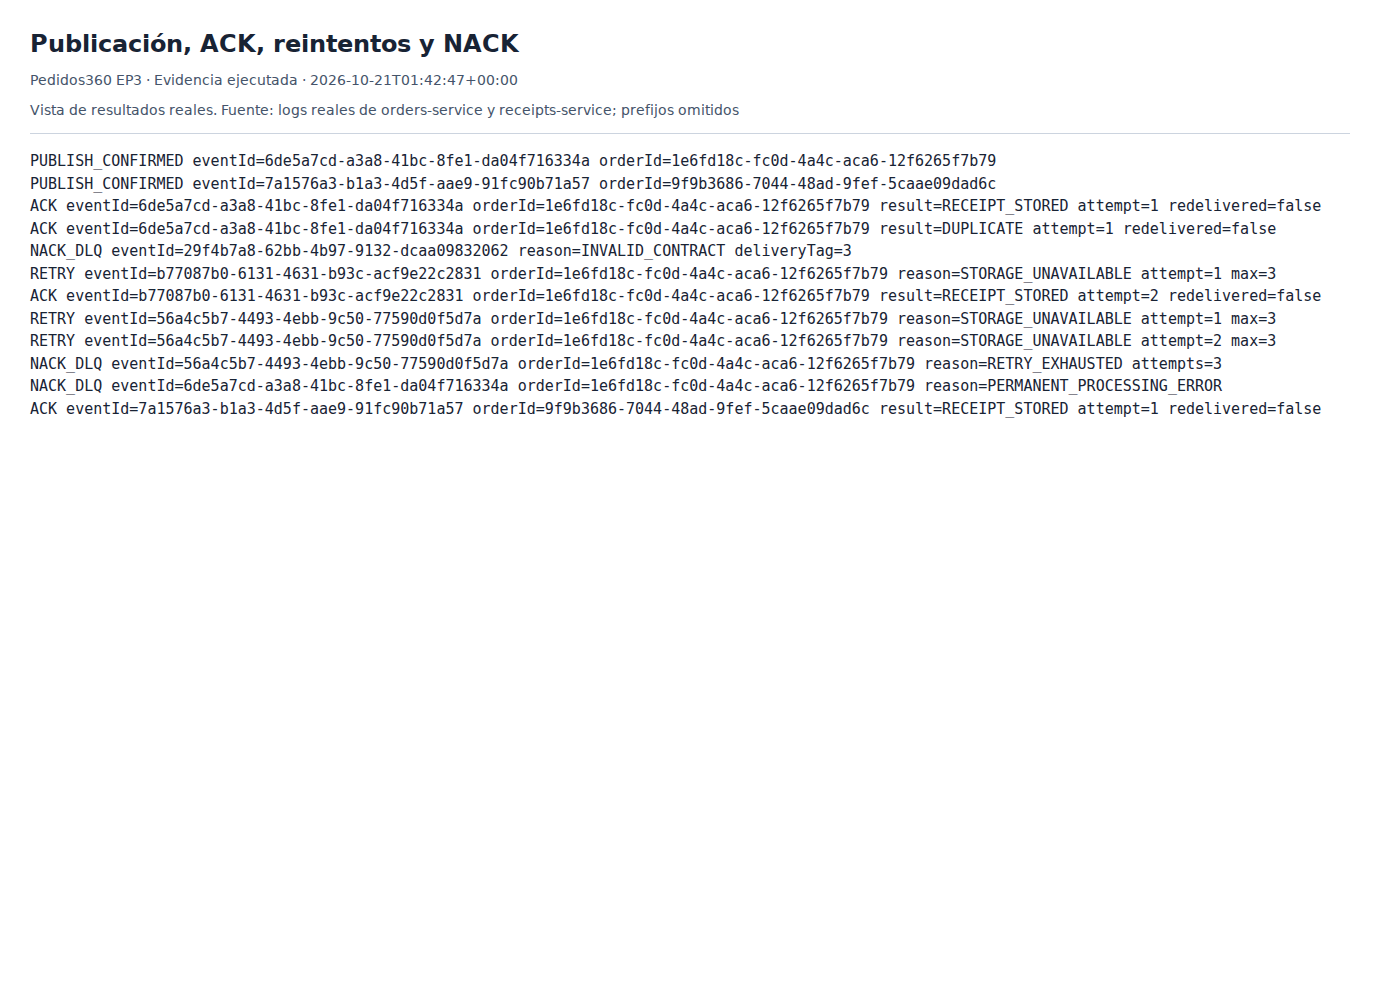 Publicación, ACK, reintentos y NACK
Pedidos360 EP3 · Evidencia ejecutada · 2026-10-21T01:42:47+00:00
Vista de resultados reales. Fuente: logs reales de orders-service y receipts-service; prefijos omitidos
PUBLISH_CONFIRMED eventId=6de5a7cd-a3a8-41bc-8fe1-da04f716334a orderId=1e6fd18c-fc0d-4a4c-aca6-12f6265f7b79
PUBLISH_CONFIRMED eventId=7a1576a3-b1a3-4d5f-aae9-91fc90b71a57 orderId=9f9b3686-7044-48ad-9fef-5caae09dad6c
ACK eventId=6de5a7cd-a3a8-41bc-8fe1-da04f716334a orderId=1e6fd18c-fc0d-4a4c-aca6-12f6265f7b79 result=RECEIPT_STORED attempt=1 redelivered=false
ACK eventId=6de5a7cd-a3a8-41bc-8fe1-da04f716334a orderId=1e6fd18c-fc0d-4a4c-aca6-12f6265f7b79 result=DUPLICATE attempt=1 redelivered=false
NACK_DLQ eventId=29f4b7a8-62bb-4b97-9132-dcaa09832062 reason=INVALID_CONTRACT deliveryTag=3
RETRY eventId=b77087b0-6131-4631-b93c-acf9e22c2831 orderId=1e6fd18c-fc0d-4a4c-aca6-12f6265f7b79 reason=STORAGE_UNAVAILABLE attempt=1 max=3
ACK eventId=b77087b0-6131-4631-b93c-acf9e22c2831 orderId=1e6fd18c-fc0d-4a4c-aca6-12f6265f7b79 result=RECEIPT_STORED attempt=2 redelivered=false
RETRY eventId=56a4c5b7-4493-4ebb-9c50-77590d0f5d7a orderId=1e6fd18c-fc0d-4a4c-aca6-12f6265f7b79 reason=STORAGE_UNAVAILABLE attempt=1 max=3
RETRY eventId=56a4c5b7-4493-4ebb-9c50-77590d0f5d7a orderId=1e6fd18c-fc0d-4a4c-aca6-12f6265f7b79 reason=STORAGE_UNAVAILABLE attempt=2 max=3
NACK_DLQ eventId=56a4c5b7-4493-4ebb-9c50-77590d0f5d7a orderId=1e6fd18c-fc0d-4a4c-aca6-12f6265f7b79 reason=RETRY_EXHAUSTED attempts=3
NACK_DLQ eventId=6de5a7cd-a3a8-41bc-8fe1-da04f716334a orderId=1e6fd18c-fc0d-4a4c-aca6-12f6265f7b79 reason=PERMANENT_PROCESSING_ERROR
ACK eventId=7a1576a3-b1a3-4d5f-aae9-91fc90b71a57 orderId=9f9b3686-7044-48ad-9fef-5caae09dad6c result=RECEIPT_STORED attempt=1 redelivered=false